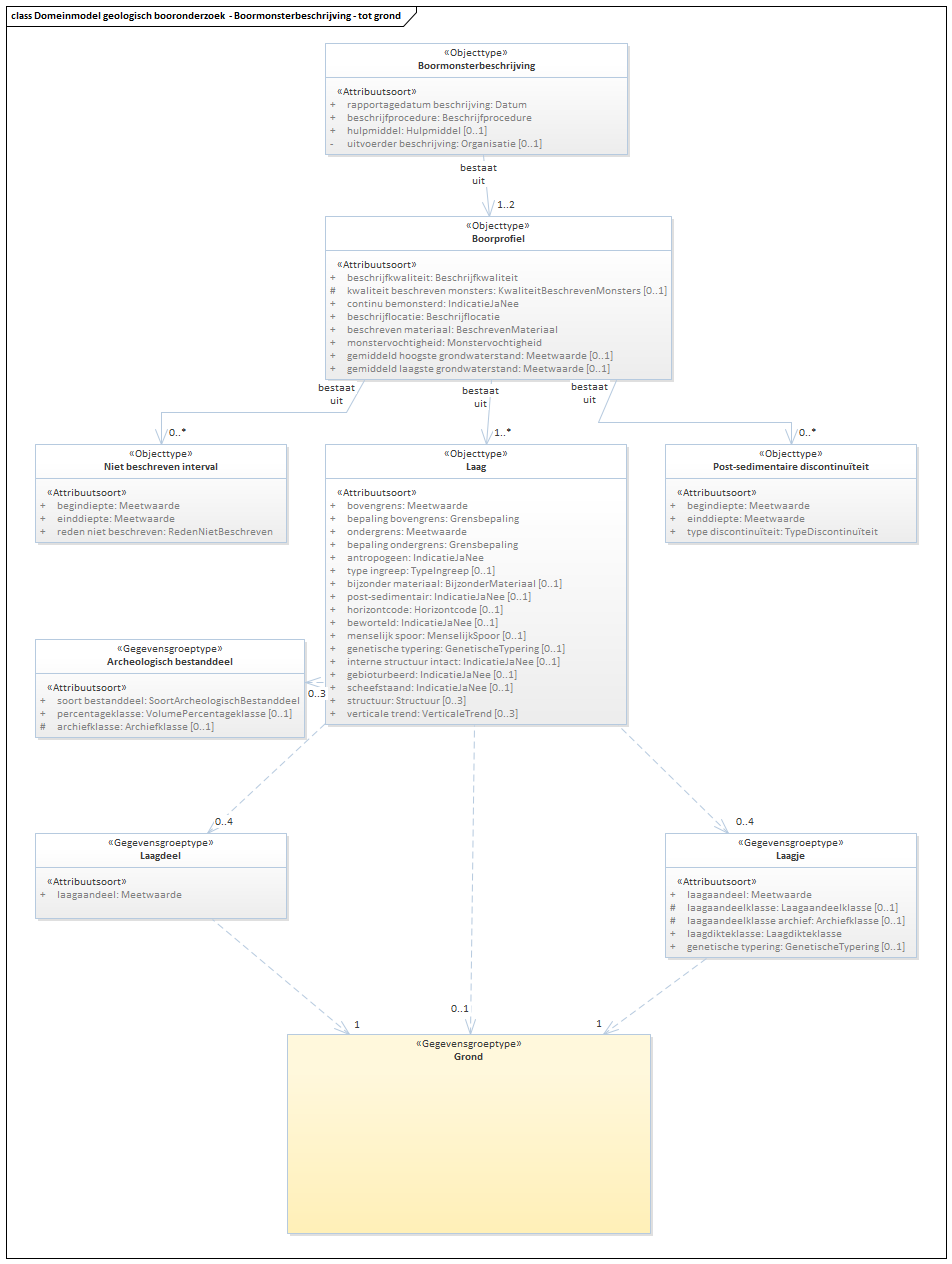 class Domeinmodel geologisch booronderzoek - Boormonsterbeschrijving - tot grond
«Objecttype»
Boormonsterbeschrijving
«Attribuutsoort»
+ rapportagedatum beschrijving: Datum
+ beschrijfprocedure: Beschrijfprocedure
+ hulpmiddel: Hulpmiddel [0..1]
- uitvoerder beschrijving: Organisatie [0..1]
bestaat
uit
1..2
«Objecttype»
Boorprofiel
«Attribuutsoort»
+ beschrijfkwaliteit: Beschrijfkwaliteit
# kwaliteit beschreven monsters: KwaliteitBeschrevenMonsters [0..1]
+ continu bemonsterd: IndicatieJaNee
+ beschrijflocatie: Beschrijflocatie
+ beschreven materiaal: BeschrevenMateriaal
+ monstervochtigheid: Monstervochtigheid
+ gemiddeld hoogste grondwaterstand: Meetwaarde [0..1]
+ gemiddeld laagste grondwaterstand: Meetwaarde [0..1]
bestaat
uit
0..*
bestaat
uit
1..*
bestaat
uit
0..*
«Objecttype»
Niet beschreven interval
«Attribuutsoort»
+ begindiepte: Meetwaarde
+ einddiepte: Meetwaarde
+ reden niet beschreven: RedenNietBeschreven
«Objecttype»
Laag
«Attribuutsoort»
+ bovengrens: Meetwaarde
+ bepaling bovengrens: Grensbepaling
+ ondergrens: Meetwaarde
+ bepaling ondergrens: Grensbepaling
+ antropogeen: IndicatieJaNee
+ type ingreep: TypeIngreep [0..1]
+ bijzonder materiaal: BijzonderMateriaal [0..1]
+ post-sedimentair: IndicatieJaNee [0..1]
+ horizontcode: Horizontcode [0..1]
+ beworteld: IndicatieJaNee [0..1]
+ menselijk spoor: MenselijkSpoor [0..1]
+ genetische typering: GenetischeTypering [0..1]
+ interne structuur intact: IndicatieJaNee [0..1]
+ gebioturbeerd: IndicatieJaNee [0..1]
+ scheefstaand: IndicatieJaNee [0..1]
+ structuur: Structuur [0..3]
+ verticale trend: VerticaleTrend [0..3]
«Objecttype»
Post-sedimentaire discontinuïteit
«Attribuutsoort»
+ begindiepte: Meetwaarde
+ einddiepte: Meetwaarde
+ type discontinuïteit: TypeDiscontinuïteit
«Gegevensgroeptype»
Archeologisch bestanddeel
«Attribuutsoort»
+ soort bestanddeel: SoortArcheologischBestanddeel
+ percentageklasse: VolumePercentageklasse [0..1]
# archiefklasse: Archiefklasse [0..1]
0..3
0..4
0..4
«Gegevensgroeptype»
Laagdeel
«Attribuutsoort»
+ laagaandeel: Meetwaarde
«Gegevensgroeptype»
Laagje
«Attribuutsoort»
+ laagaandeel: Meetwaarde
# laagaandeelklasse: Laagaandeelklasse [0..1]
# laagaandeelklasse archief: Archiefklasse [0..1]
+ laagdikteklasse: Laagdikteklasse
+ genetische typering: GenetischeTypering [0..1]
1
0..1
1
«Gegevensgroeptype»
Grond